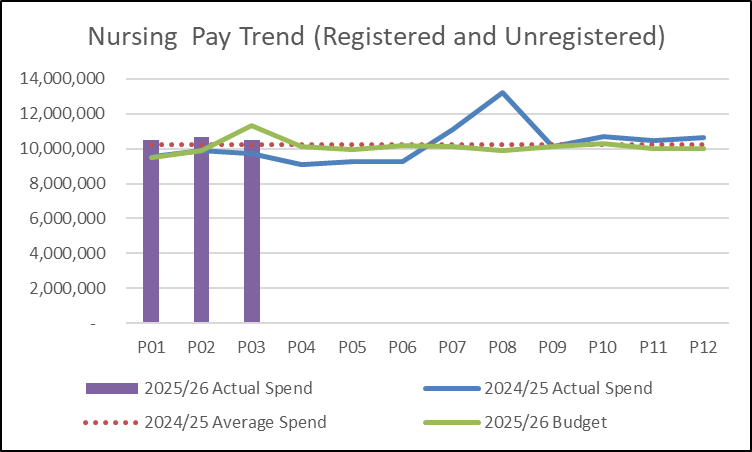 Nursing Pay Trend (Registered and Unregistered)
14,000,000
12,000,000
10,000,000
8,000,000
6,000,000
4,000,000
2,000,000
-
P01 P02 P03 P04 P05 P06 P07 P08 P09 P10 P11 P12
2025/26 Actual Spend 2024/25 Actual Spend
2024/25 Average Spend 2025/26 Budget